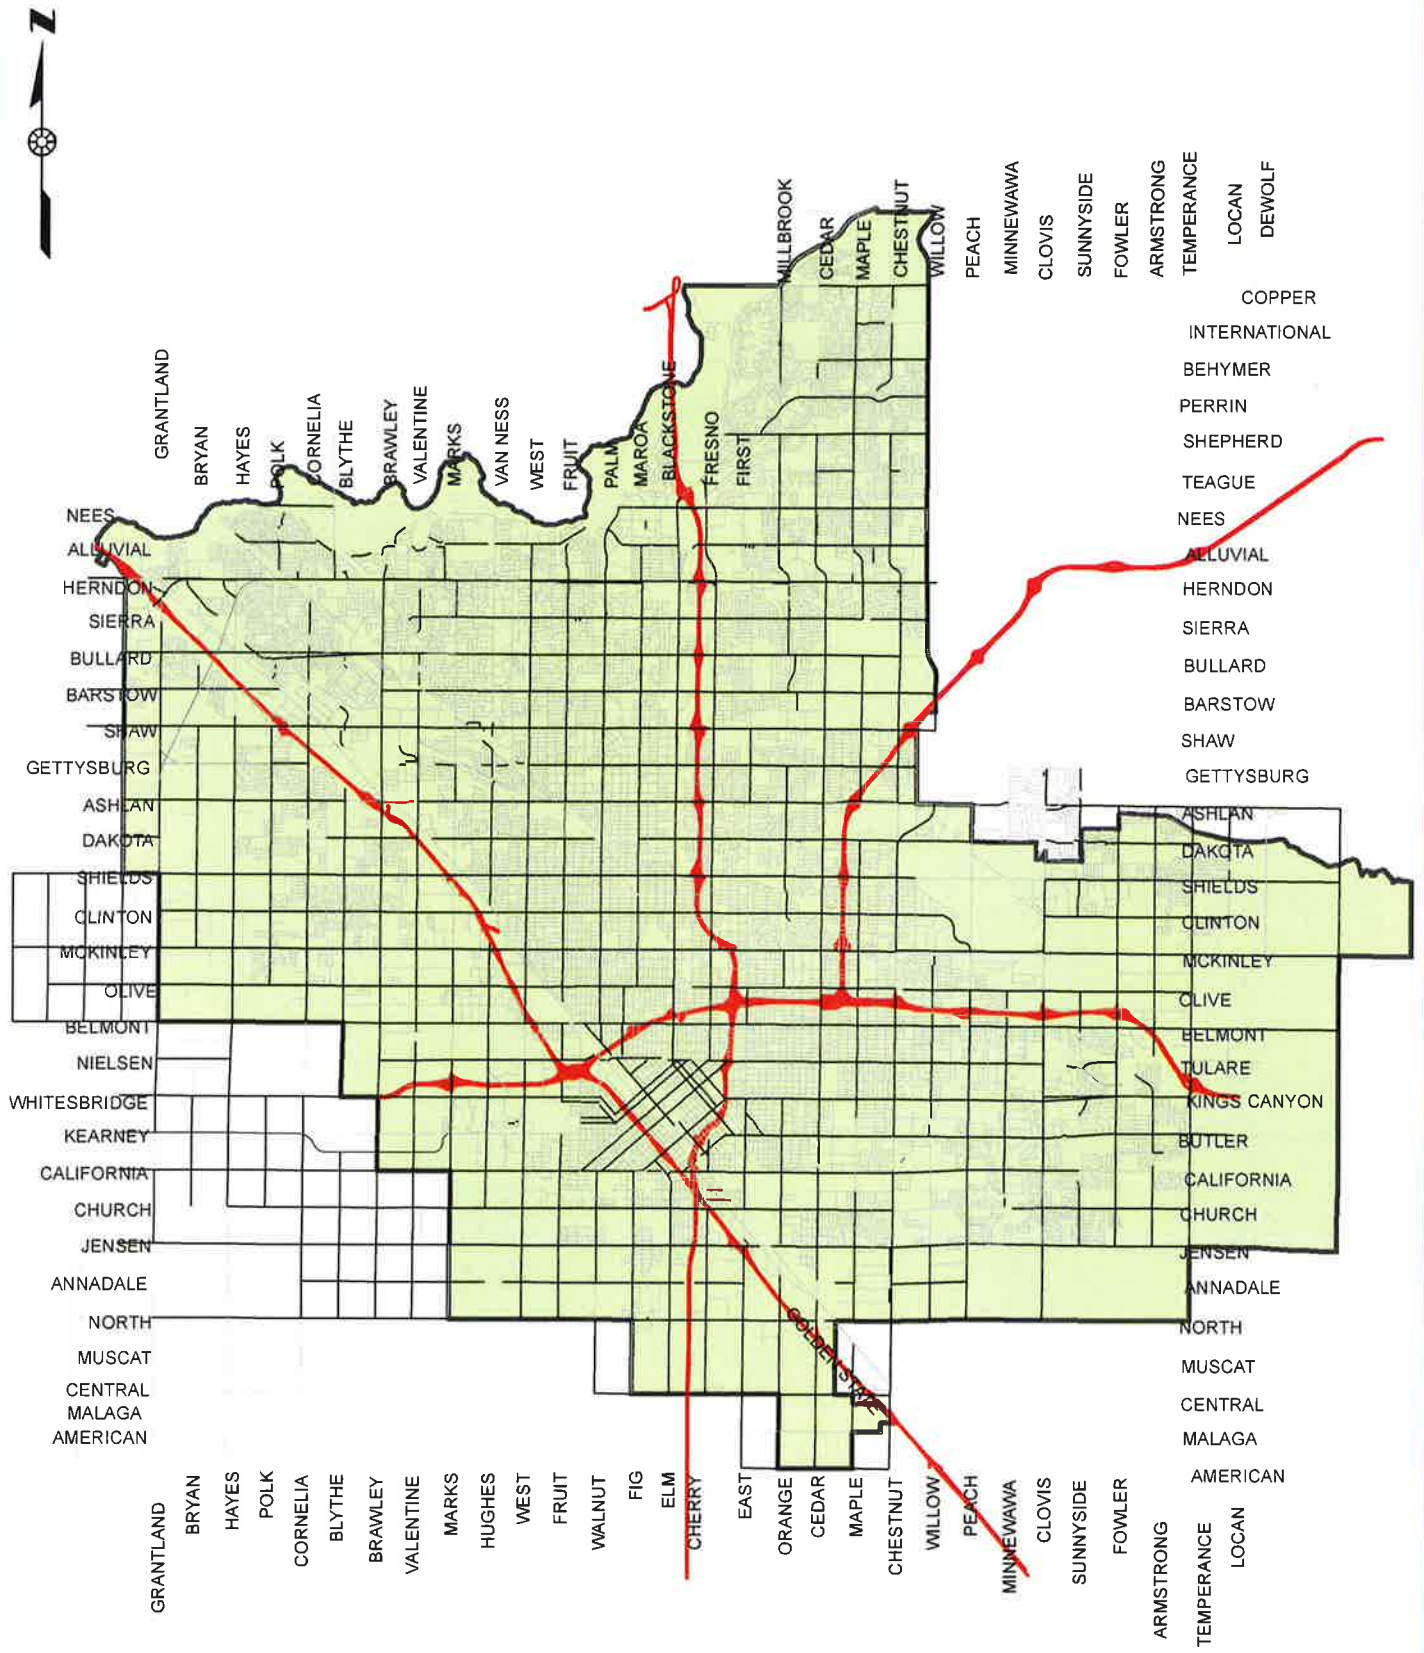 N
MILLBROOK
CEDAR
MAPLE
CHESTNUT
WILLOW
PEACH
MINNEWAWA
CLOVIS
SUNNYSIDE
FOWLER
ARMSTRONG
TEMPERANCE
LOCAN
DEWOLF
GRANTLAND
BRYAN
HAYES
POLK
CORNELIA
BLYTHE
BRAWLEY
VALENTINE
MARKS
VAN NESS
WEST
FRUIT
PALM
MAROA
BLACKSTONE
FRESNO
FIRST
COPPER
INTERNATIONAL
BEHYMER
PERRIN
SHEPHERD
TEAGUE
NEES
ALLUVIAL
HERNDON
SIERRA
BULLARD
BARSTOW
SHAW
GETTYSBURG
ASHLAN
DAKOTA
SHIELDS
CLINTON
MCKINLEY
OLIVE
BELMONT
TULARE
KINGS CANYON
BUTLER
CALIFORNIA
CHURCH
JENSEN
ANNADALE
NORTH
MUSCAT
CENTRAL
MALAGA
AMERICAN
NEES
ALLUVIAL
HERNDON
SIERRA
BULLARD
BARSTOW
SHAW
GETTYSBURG
ASHLAN
DAKOTA
SHIELDS
CLINTON
MCKINLEY
OLIVE
BELMONT
NIELSEN
WHITESBRIDGE
KEARNEY
CALIFORNIA
CHURCH
JENSEN
ANNADALE
NORTH
MUSCAT
CENTRAL
MALAGA
AMERICAN
GOLDEN STATE
GRANTLAND
BRYAN
HAYES
POLK
CORNELIA
BLYTHE
BRAWLEY
VALENTINE
MARKS
HUGHES
WEST
FRUIT
WALNUT
FIG
ELM
CHERRY
EAST
ORANGE
CEDAR
MAPLE
CHESTNUT
WILLOW
PEACH
MINNEWAWA
CLOVIS
SUNNYSIDE
FOWLER
ARMSTRONG
TEMPERANCE
LOCAN